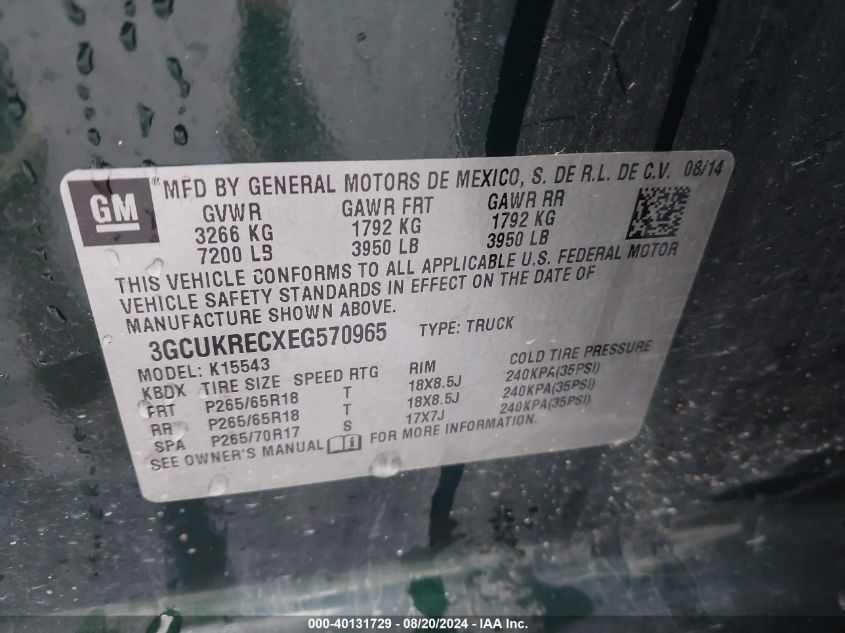 GM
MFD BY GENERAL MOTORS DE MEXICO, S. DE R.L. DE C.V. 08/14
GVWR GAWR FRT GAWR RR
3266 KG 1792 KG 1792 KG
7200 LB 3950 LB 3950 LB
THIS VEHICLE CONFORMS TO ALL APPLICABLE U.S. FEDERAL MOTOR
VEHICLE SAFETY STANDARDS IN EFFECT ON THE DATE OF
MANUFACTURE SHOWN ABOVE.
3GCUKRECXEG570965 TYPE: TRUCK
MODEL: K15543
KBDX TIRE SIZE SPEED RTG RIM COLD TIRE PRESSURE
FRT P265/65R18 T 18X8.5J 240KPA(35PSI)
RR P265/65R18 T 18X8.5J 240KPA(35PSI)
SPA P265/70R17 S 17X7J 240KPA(35PSI)
SEE OWNER'S MANUAL FOR MORE INFORMATION.
000-40131729 - 08/20/2024 - IAA Inc.